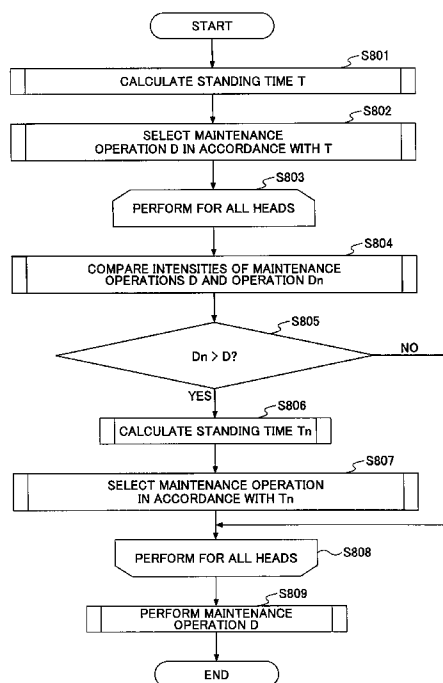 START
S801
CALCULATE STANDING TIME T
S802
SELECT MAINTENANCE
OPERATION D IN ACCORDANCE WITH T
S803
PERFORM FOR ALL HEADS
S804
COMPARE INTENSITIES OF MAINTENANCE
OPERATIONS D AND OPERATION Dn
S805
Dn > D?
NO
YES
S806
CALCULATE STANDING TIME Tn
S807
SELECT MAINTENANCE OPERATION
IN ACCORDANCE WITH Tn
PERFORM FOR ALL HEADS
S808
S809
PERFORM MAINTENANCE
OPERATION D
END